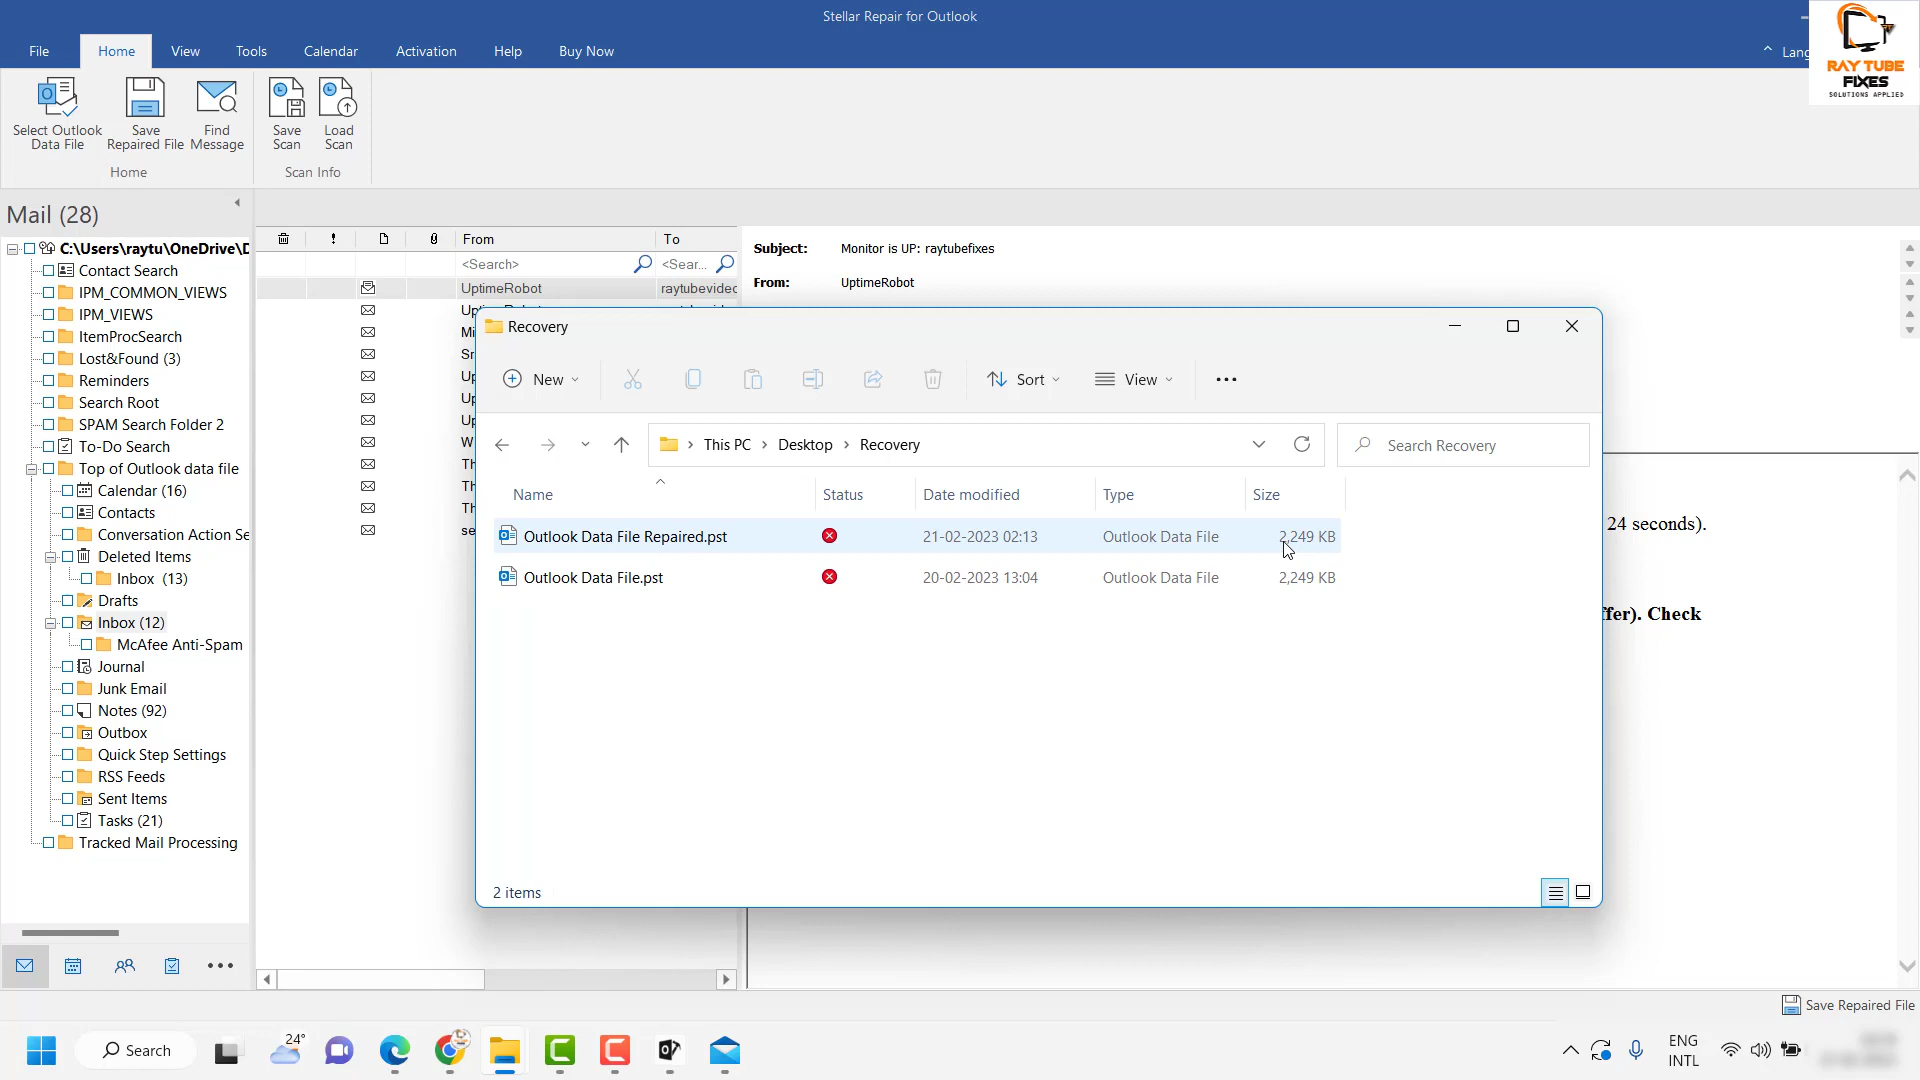 Stellar Repair for Outlook
File
Home
View
Tools
Calendar
Activation
Help
Buy Now
RAY TUBE
FIXES
SOLUTIONS APPLIED
Select Outlook
Data File
Save
Repaired File
Find
Message
Save
Scan
Load
Scan
Home
Scan Info
Mail (28)
C:\Users\raytu\OneDrive\D
Contact Search
IPM_COMMON_VIEWS
IPM_VIEWS
ItemProcSearch
Lost&Found (3)
Reminders
Search Root
SPAM Search Folder 2
To-Do Search
Top of Outlook data file
Calendar (16)
Contacts
Conversation Action Se
Deleted Items
Inbox (13)
Drafts
Inbox (12)
McAfee Anti-Spam
Journal
Junk Email
Notes (92)
Outbox
Quick Step Settings
RSS Feeds
Sent Items
Tasks (21)
Tracked Mail Processing
From To
<Search> <Sear...
UptimeRobot raytubevideo
Subject: Monitor is UP: raytubefixes
From: UptimeRobot
24 seconds).
ffer). Check
Recovery
New Sort View
This PC > Desktop > Recovery
Search Recovery
Name Status Date modified Type Size
Outlook Data File Repaired.pst 21-02-2023 02:13 Outlook Data File 2,249 KB
Outlook Data File.pst 20-02-2023 13:04 Outlook Data File 2,249 KB
2 items
Save Repaired File
Search
24°
ENG
INTL